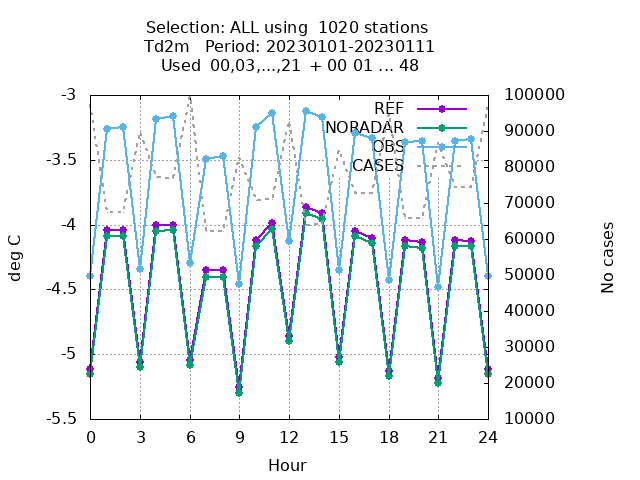 Selection: ALL using  1020 stations
Td2m   Period: 20230101-20230111
Used  00,03,...,21  + 00 01 ... 48
-3
-3.5
-4
-4.5
-5
-5.5
deg C
100000
90000
80000
70000
60000
50000
40000
30000
20000
10000
No cases
REF
NORADAR
OBS
CASES
0 3 6 9 12 15 18 21 24
Hour